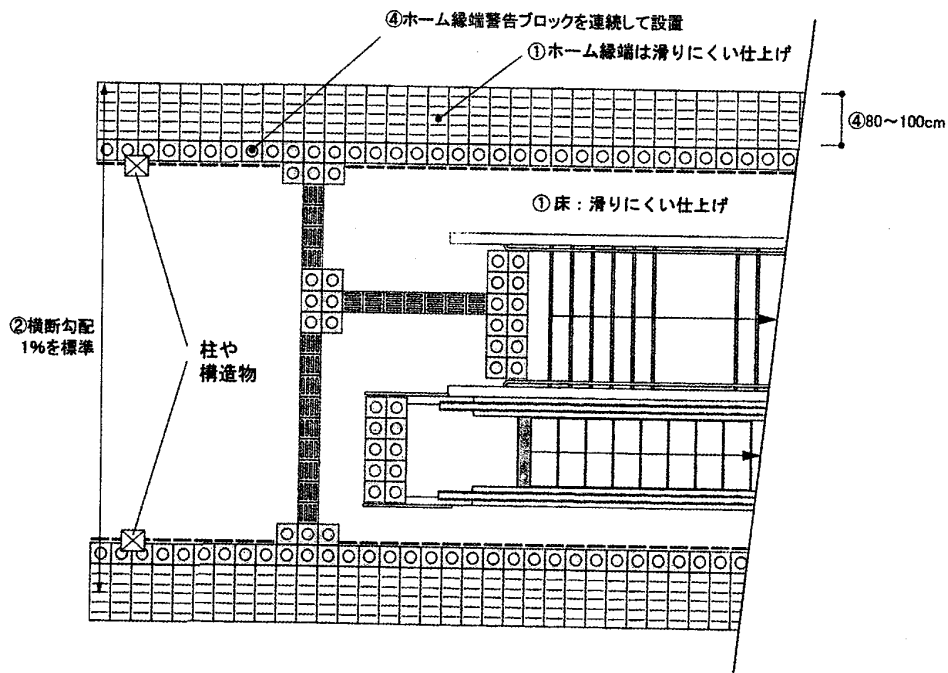 ④ホーム縁端警告ブロックを連続して設置
①ホーム縁端は滑りにくい仕上げ
④80～100cm
①床：滑りにくい仕上げ
②横断勾配
1%を標準
柱や
構造物